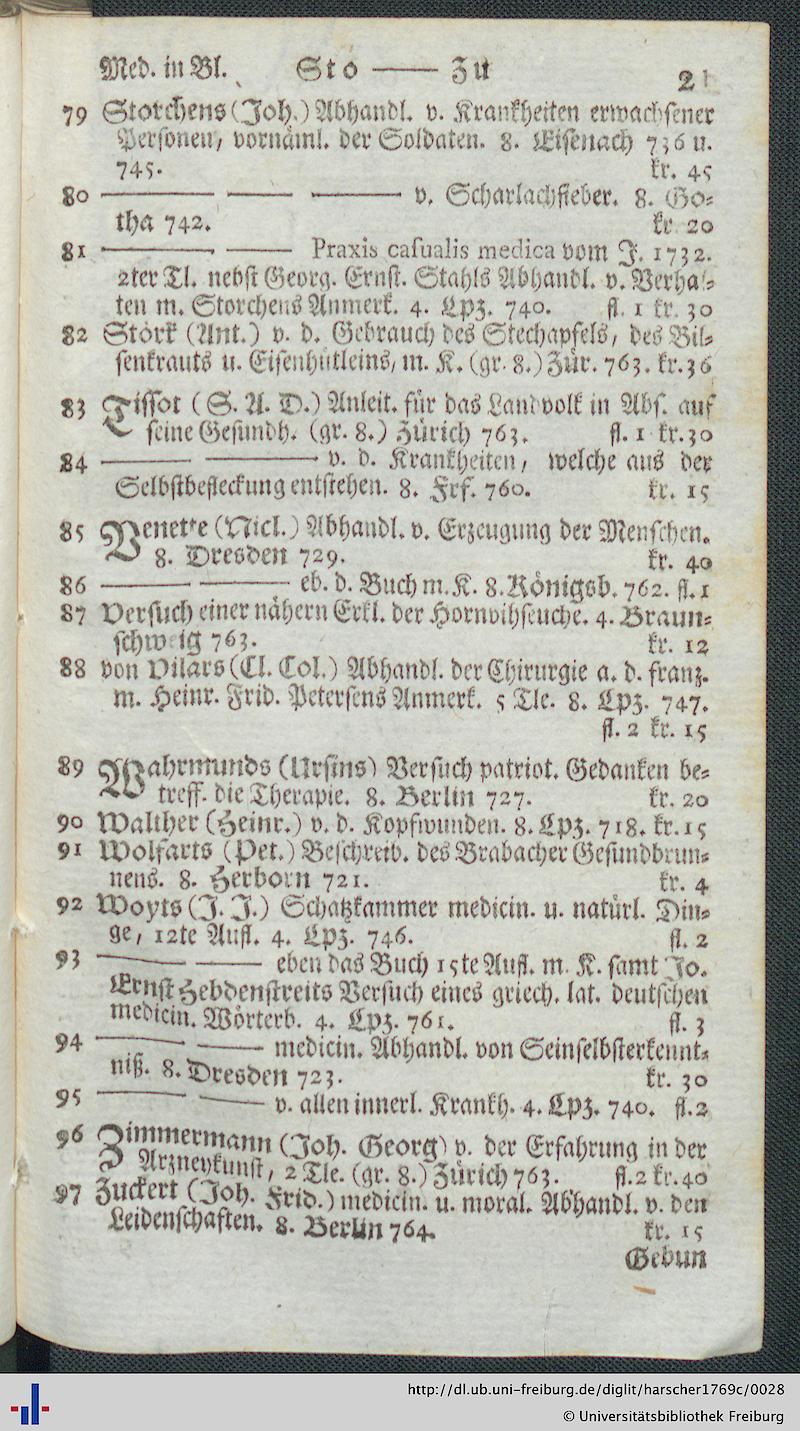 Med. in Bl. Sto —— Zu 21
79 Storchens (Joh.) Abhandl. v. Krankheiten erwachsener
Personen, vornäml. der Soldaten. 8. Eisenach 736 u.
745. kr. 45
80 —— —— —— v. Scharlachfieber. 8. Go-
tha 742. kr. 20
81 —— —— Praxis casualis medica vom J. 1732.
2ter Tl. nebst Georg. Ernst. Stahls Abhandl. v. Verhal-
ten m. Storchens Anmerk. 4. Lpz. 740. fl. 1 kr. 30
82 Störk (Ant.) v. d. Gebrauch des Stechapfels, des Bil-
senkrauts u. Eisenhütleins, m. K. (gr. 8.) Zür. 763. kr. 36
83 Tissot (S. A. D.) Anleit. für das Landvolk in Abs. auf
seine Gesundh. (gr. 8.) Zürich 763. fl. 1 kr. 30
84 —— —— v. d. Krankheiten, welche aus der
Selbstbefleckung entstehen. 8. Frf. 760. kr. 15
85 Venette (Nicl.) Abhandl. v. Erzeugung der Menschen.
8. Dresden 729. kr. 40
86 —— —— eb. d. Buch m. K. 8. Königsb. 762. fl. 1
87 Versuch einer nähern Erkl. der Hornvihseuche. 4. Braun-
schweig 763. kr. 12
88 von Vilars (El. Col.) Abhandl. der Chirurgie a. d. franz.
m. Heinr. Frid. Petersens Anmerk. 5 Tle. 8. Lpz. 747.
fl. 2 kr. 15
89 Wahrmunds (Ursins) Versuch patriot. Gedanken be-
treff. die Therapie. 8. Berlin 727. kr. 20
90 Walther (Heinr.) v. d. Kopfwunden. 8. Lpz. 718. kr. 15
91 Wolfarts (Pet.) Beschreib. des Brabacher Gesundbrun-
nens. 8. Herborn 721. kr. 4
92 Woyts (J. J.) Schatzkammer medicin. u. natürl. Din-
ge, 12te Aufl. 4. Lpz. 746. fl. 2
93 —— —— eben das Buch 15te Aufl. m. K. samt Jo.
Ernst Hebdenstreits Versuch eines griech. lat. deutschen
medicin. Wörterb. 4. Lpz. 761. fl. 3
94 —— —— medicin. Abhandl. von Seinselbsterkennt-
niß. 8. Dresden 723. kr. 30
95 —— —— v. allen innerl. Krankh. 4. Lpz. 740. fl. 2
96 Zimmermann (Joh. Georg) v. der Erfahrung in der
Arzneykunst, 2 Tle. (gr. 8.) Zürich 763. fl. 2 kr. 40
97 Zückert (Joh. Frid.) medicin. u. moral. Abhandl. v. den
Leidenschaften. 8. Berlin 764. kr. 15
Gebun
http://dl.ub.uni-freiburg.de/diglit/harscher1769c/0028
© Universitätsbibliothek Freiburg